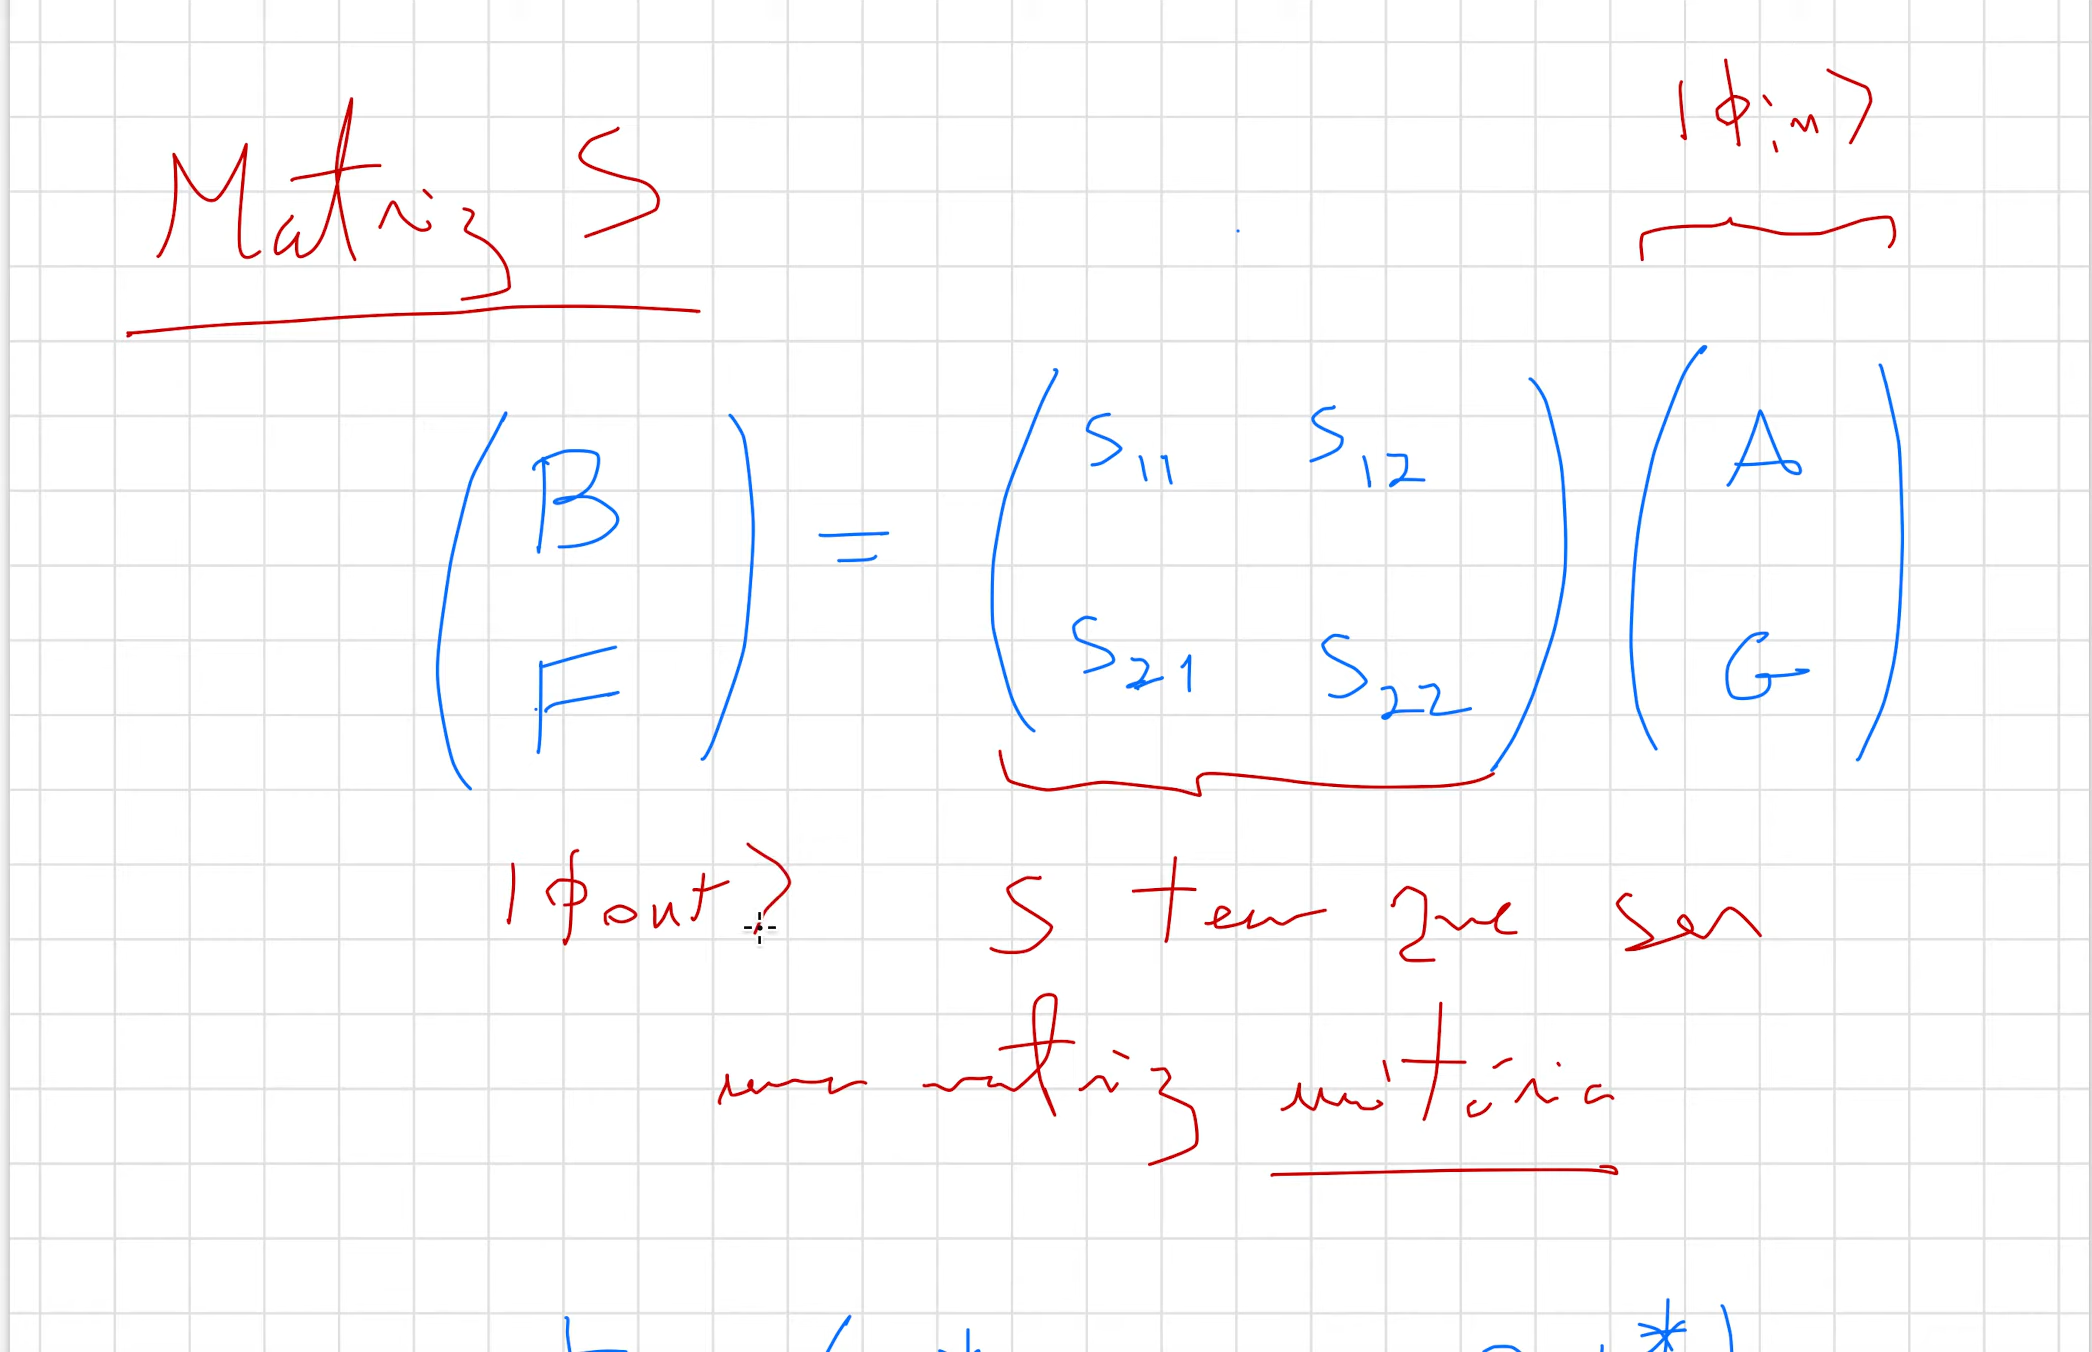 |ϕin⟩
Matriz S
(B F) = (S11 S12 S21 S22) (A G)
|ϕout⟩ S tem que ser
uma matriz unitária